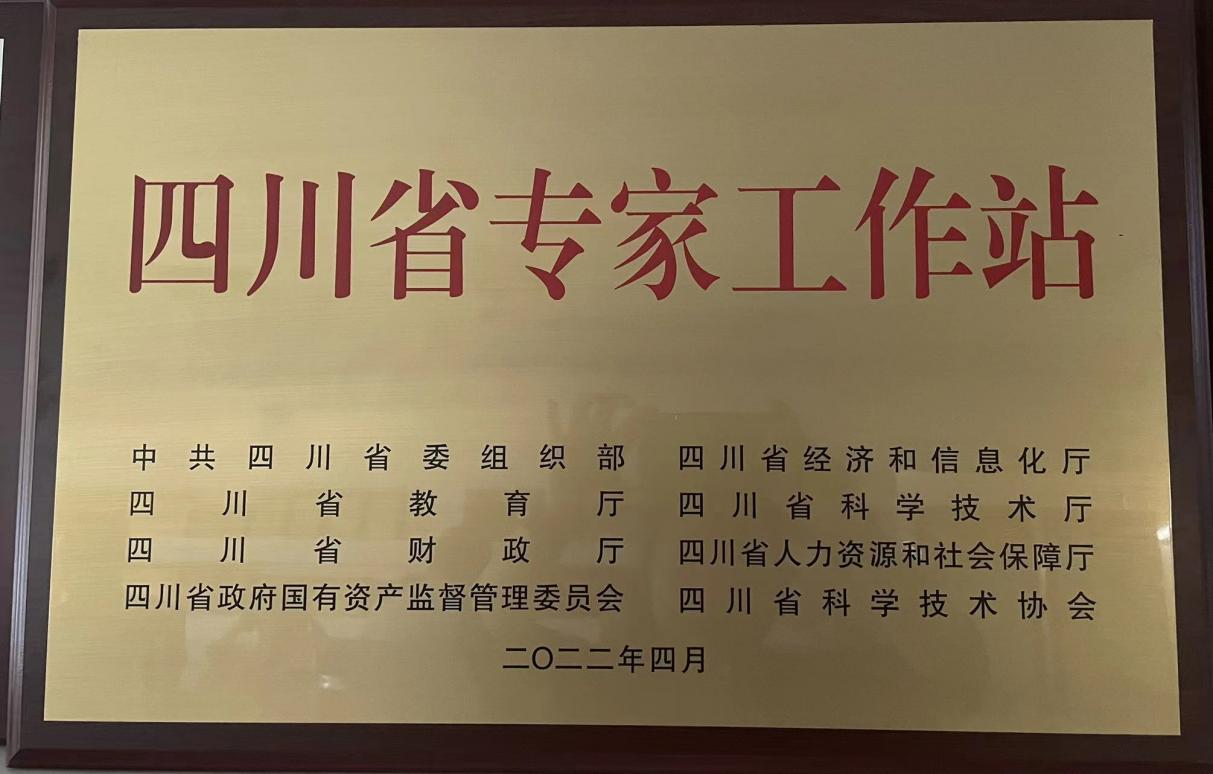 四川省专家工作站
中共四川省委组织部 四川省经济和信息化厅
四川省教育厅 四川省科学技术厅
四川省财政厅 四川省人力资源和社会保障厅
四川省政府国有资产监督管理委员会 四川省科学技术协会
二〇二二年四月